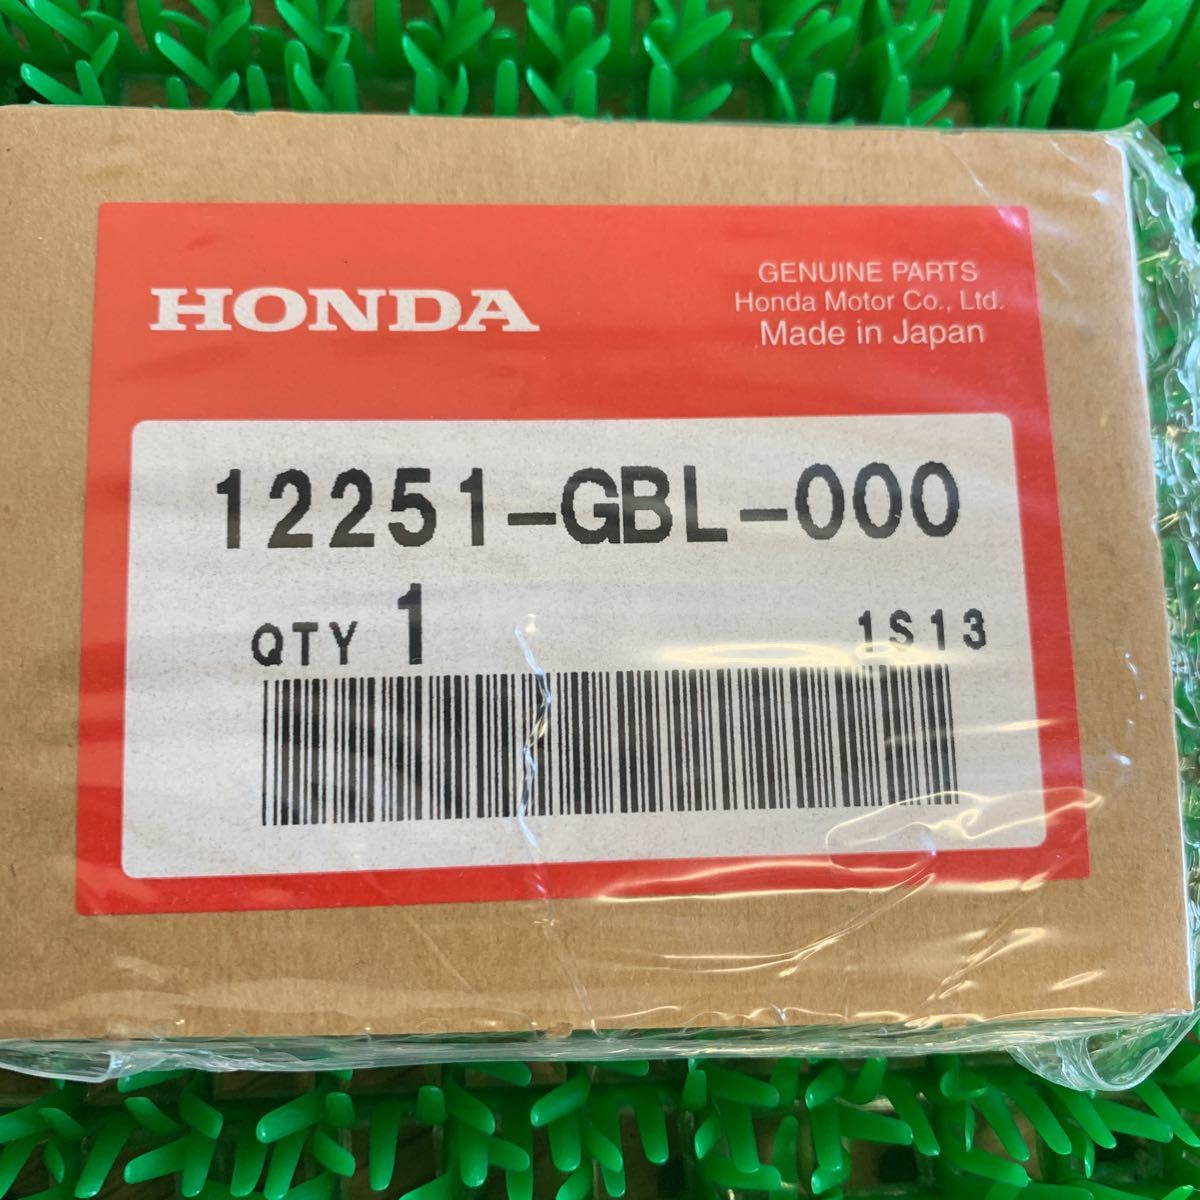 HONDA
GENUINE PARTS
Honda Motor Co., Ltd.
Made in Japan
12251-GBL-000
QTY 1
1S13